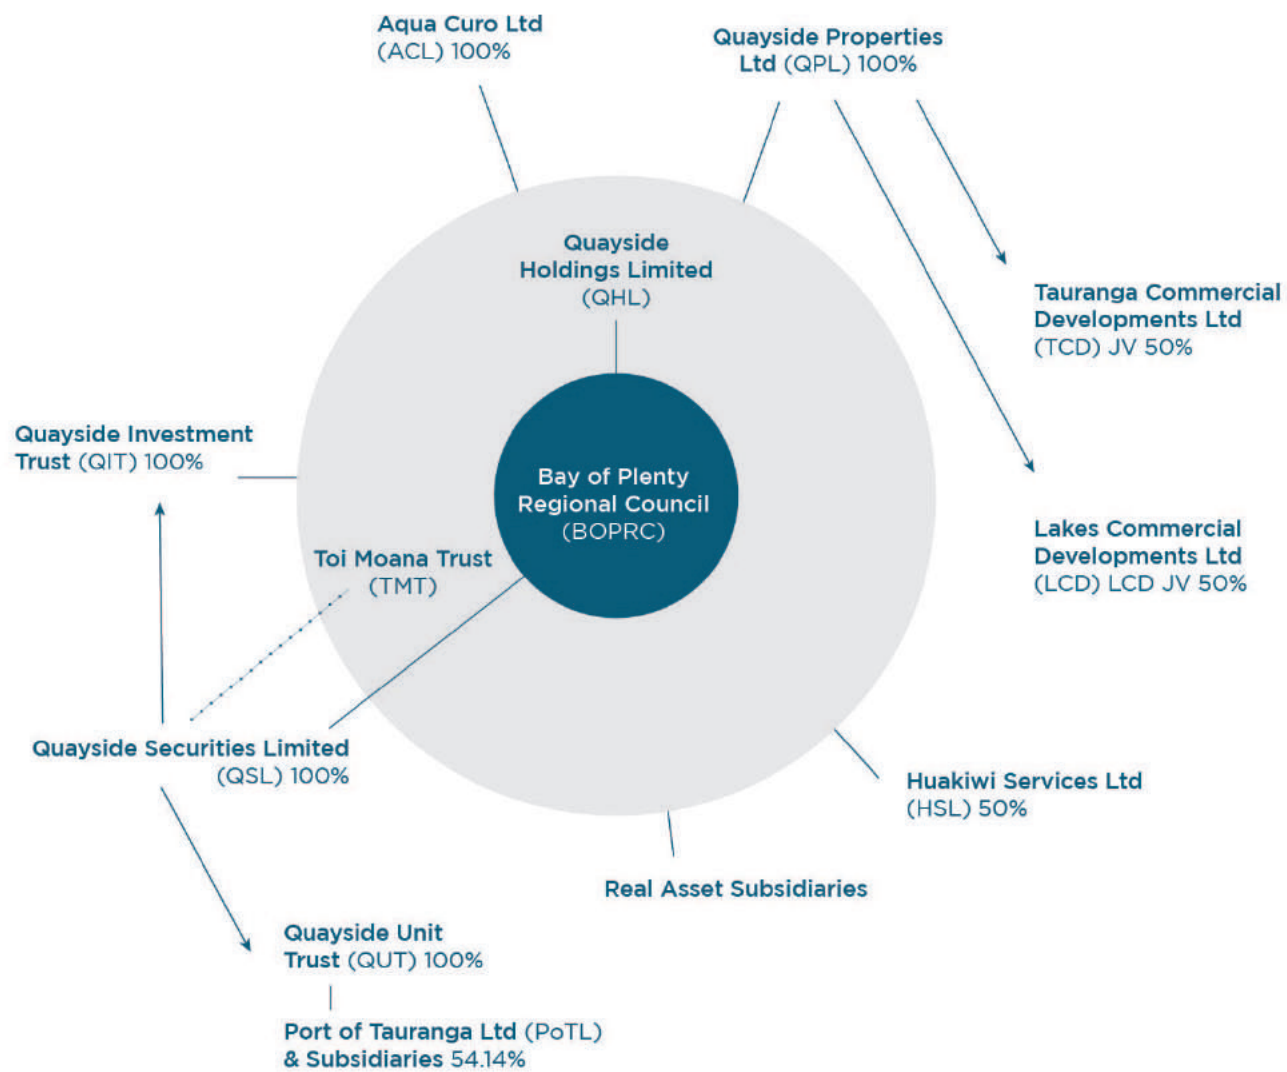 Aqua Curo Ltd
(ACL) 100%
Quayside Properties
Ltd (QPL) 100%
Quayside
Holdings Limited
(QHL)
Tauranga Commercial
Developments Ltd
(TCD) JV 50%
Quayside Investment
Trust (QIT) 100%
Bay of Plenty
Regional Council
(BOPRC)
Toi Moana Trust
(TMT)
Lakes Commercial
Developments Ltd
(LCD) LCD JV 50%
Quayside Securities Limited
(QSL) 100%
Huakiwi Services Ltd
(HSL) 50%
Real Asset Subsidiaries
Quayside Unit
Trust (QUT) 100%
Port of Tauranga Ltd (PoTL)
& Subsidiaries 54.14%